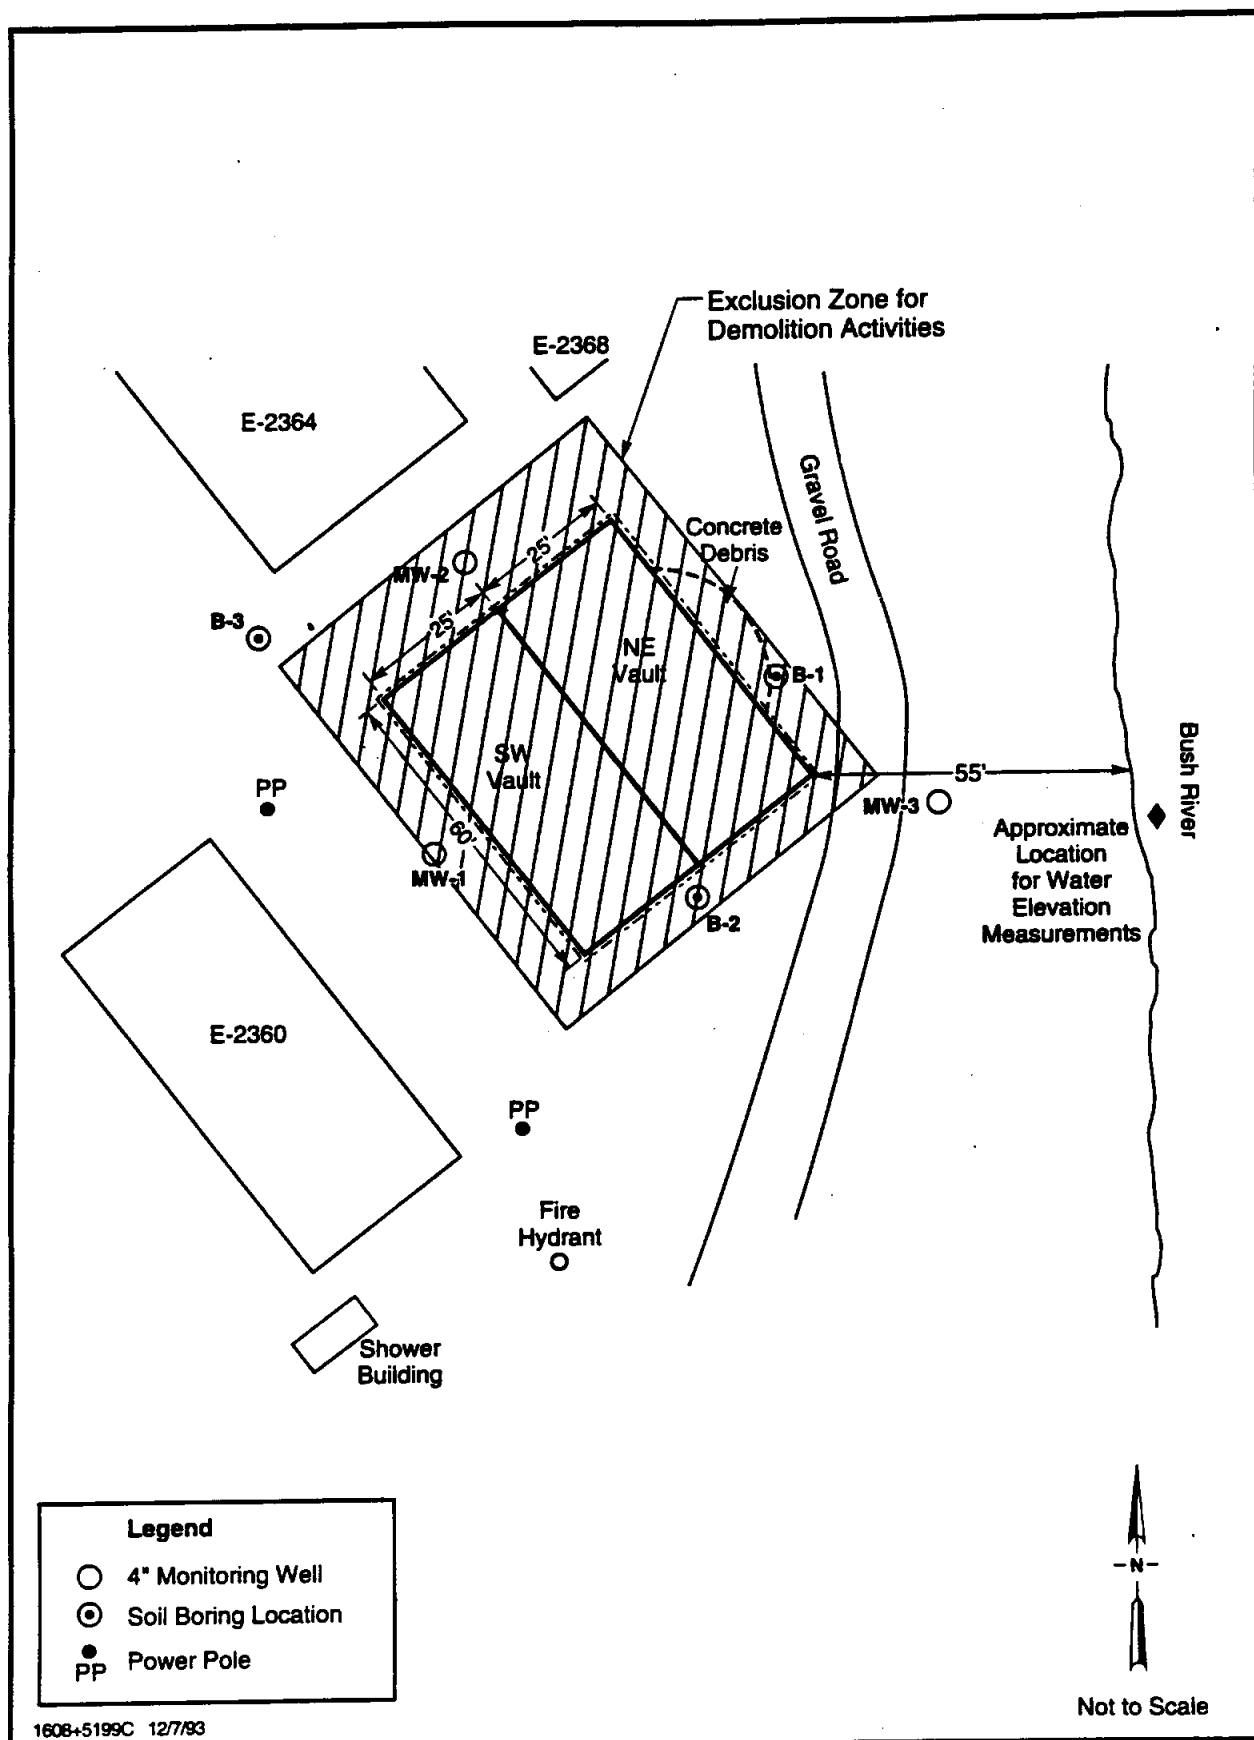 Exclusion Zone for
Demolition Activities
E-2368
E-2364
Gravel Road
Concrete
Debris
25'
MW-2
25'
B-3
NE
Vault
B-1
SW
Vault
Bush River
55'
PP
MW-3
60'
Approximate
Location
for Water
Elevation
Measurements
MW-1
B-2
E-2360
PP
Fire
Hydrant
Shower
Building
Legend
4" Monitoring Well
Soil Boring Location
PP Power Pole
-N-
Not to Scale
1608+5199C 12/7/93